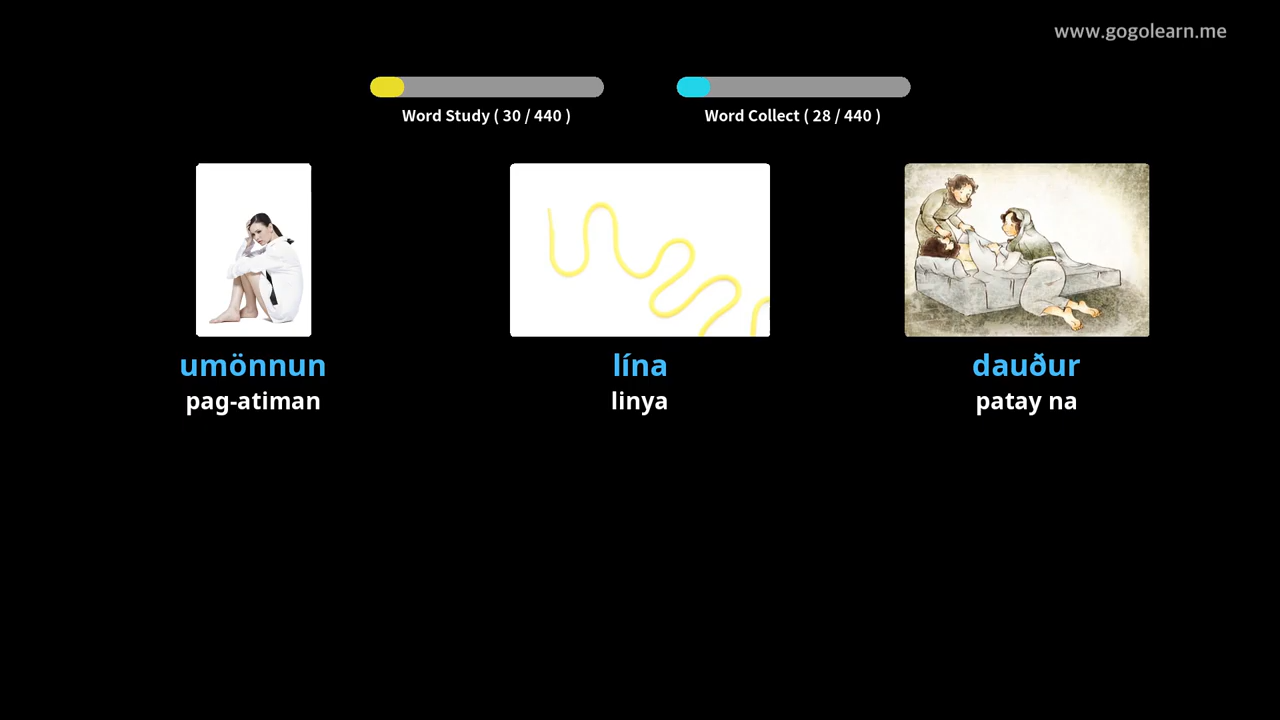 www.gogolearn.me
Word Study ( 30 / 440 )
Word Collect ( 28 / 440 )
umönnun
pag-atiman
lína
linya
dauður
patay na